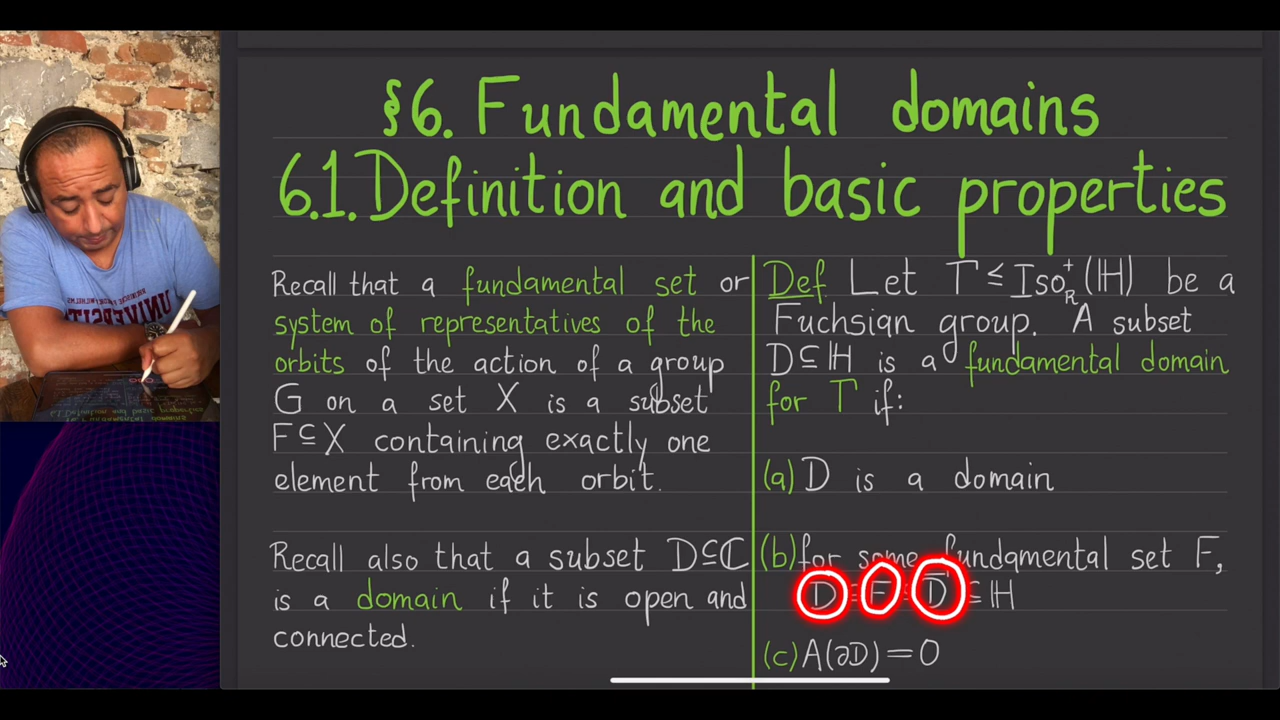 §6. Fundamental domains
6.1. Definition and basic properties
Recall that a fundamental set or
system of representatives of the
orbits of the action of a group
G on a set X is a subset
F⊆X containing exactly one
element from each orbit.
Recall also that a subset D⊆ℂ
is a domain if it is open and
connected.
Def Let Γ ≤ Iso⁺_R(ℍ) be a
Fuchsian group. A subset
D⊆ℍ is a fundamental domain
for Γ if:
(a) D is a domain
(b) for some fundamental set F,
D ⊆ F ⊆ D̅ ⊆ ℍ
(c) A(∂D) = 0